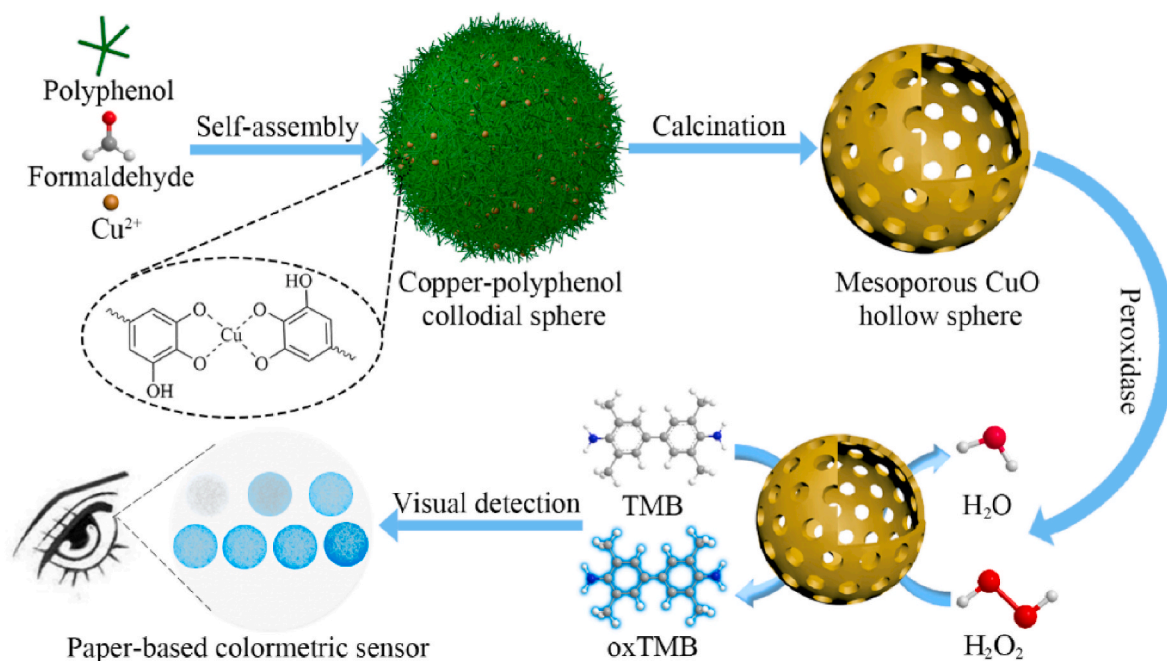 Polyphenol
Formaldehyde
Cu²⁺
Self-assembly
Copper-polyphenol
collodial sphere
Calcination
Mesoporous CuO
hollow sphere
HO
O
O
Cu
O
O
OH
Peroxidase
TMB
oxTMB
H₂O
H₂O₂
Visual detection
Paper-based colormetric sensor